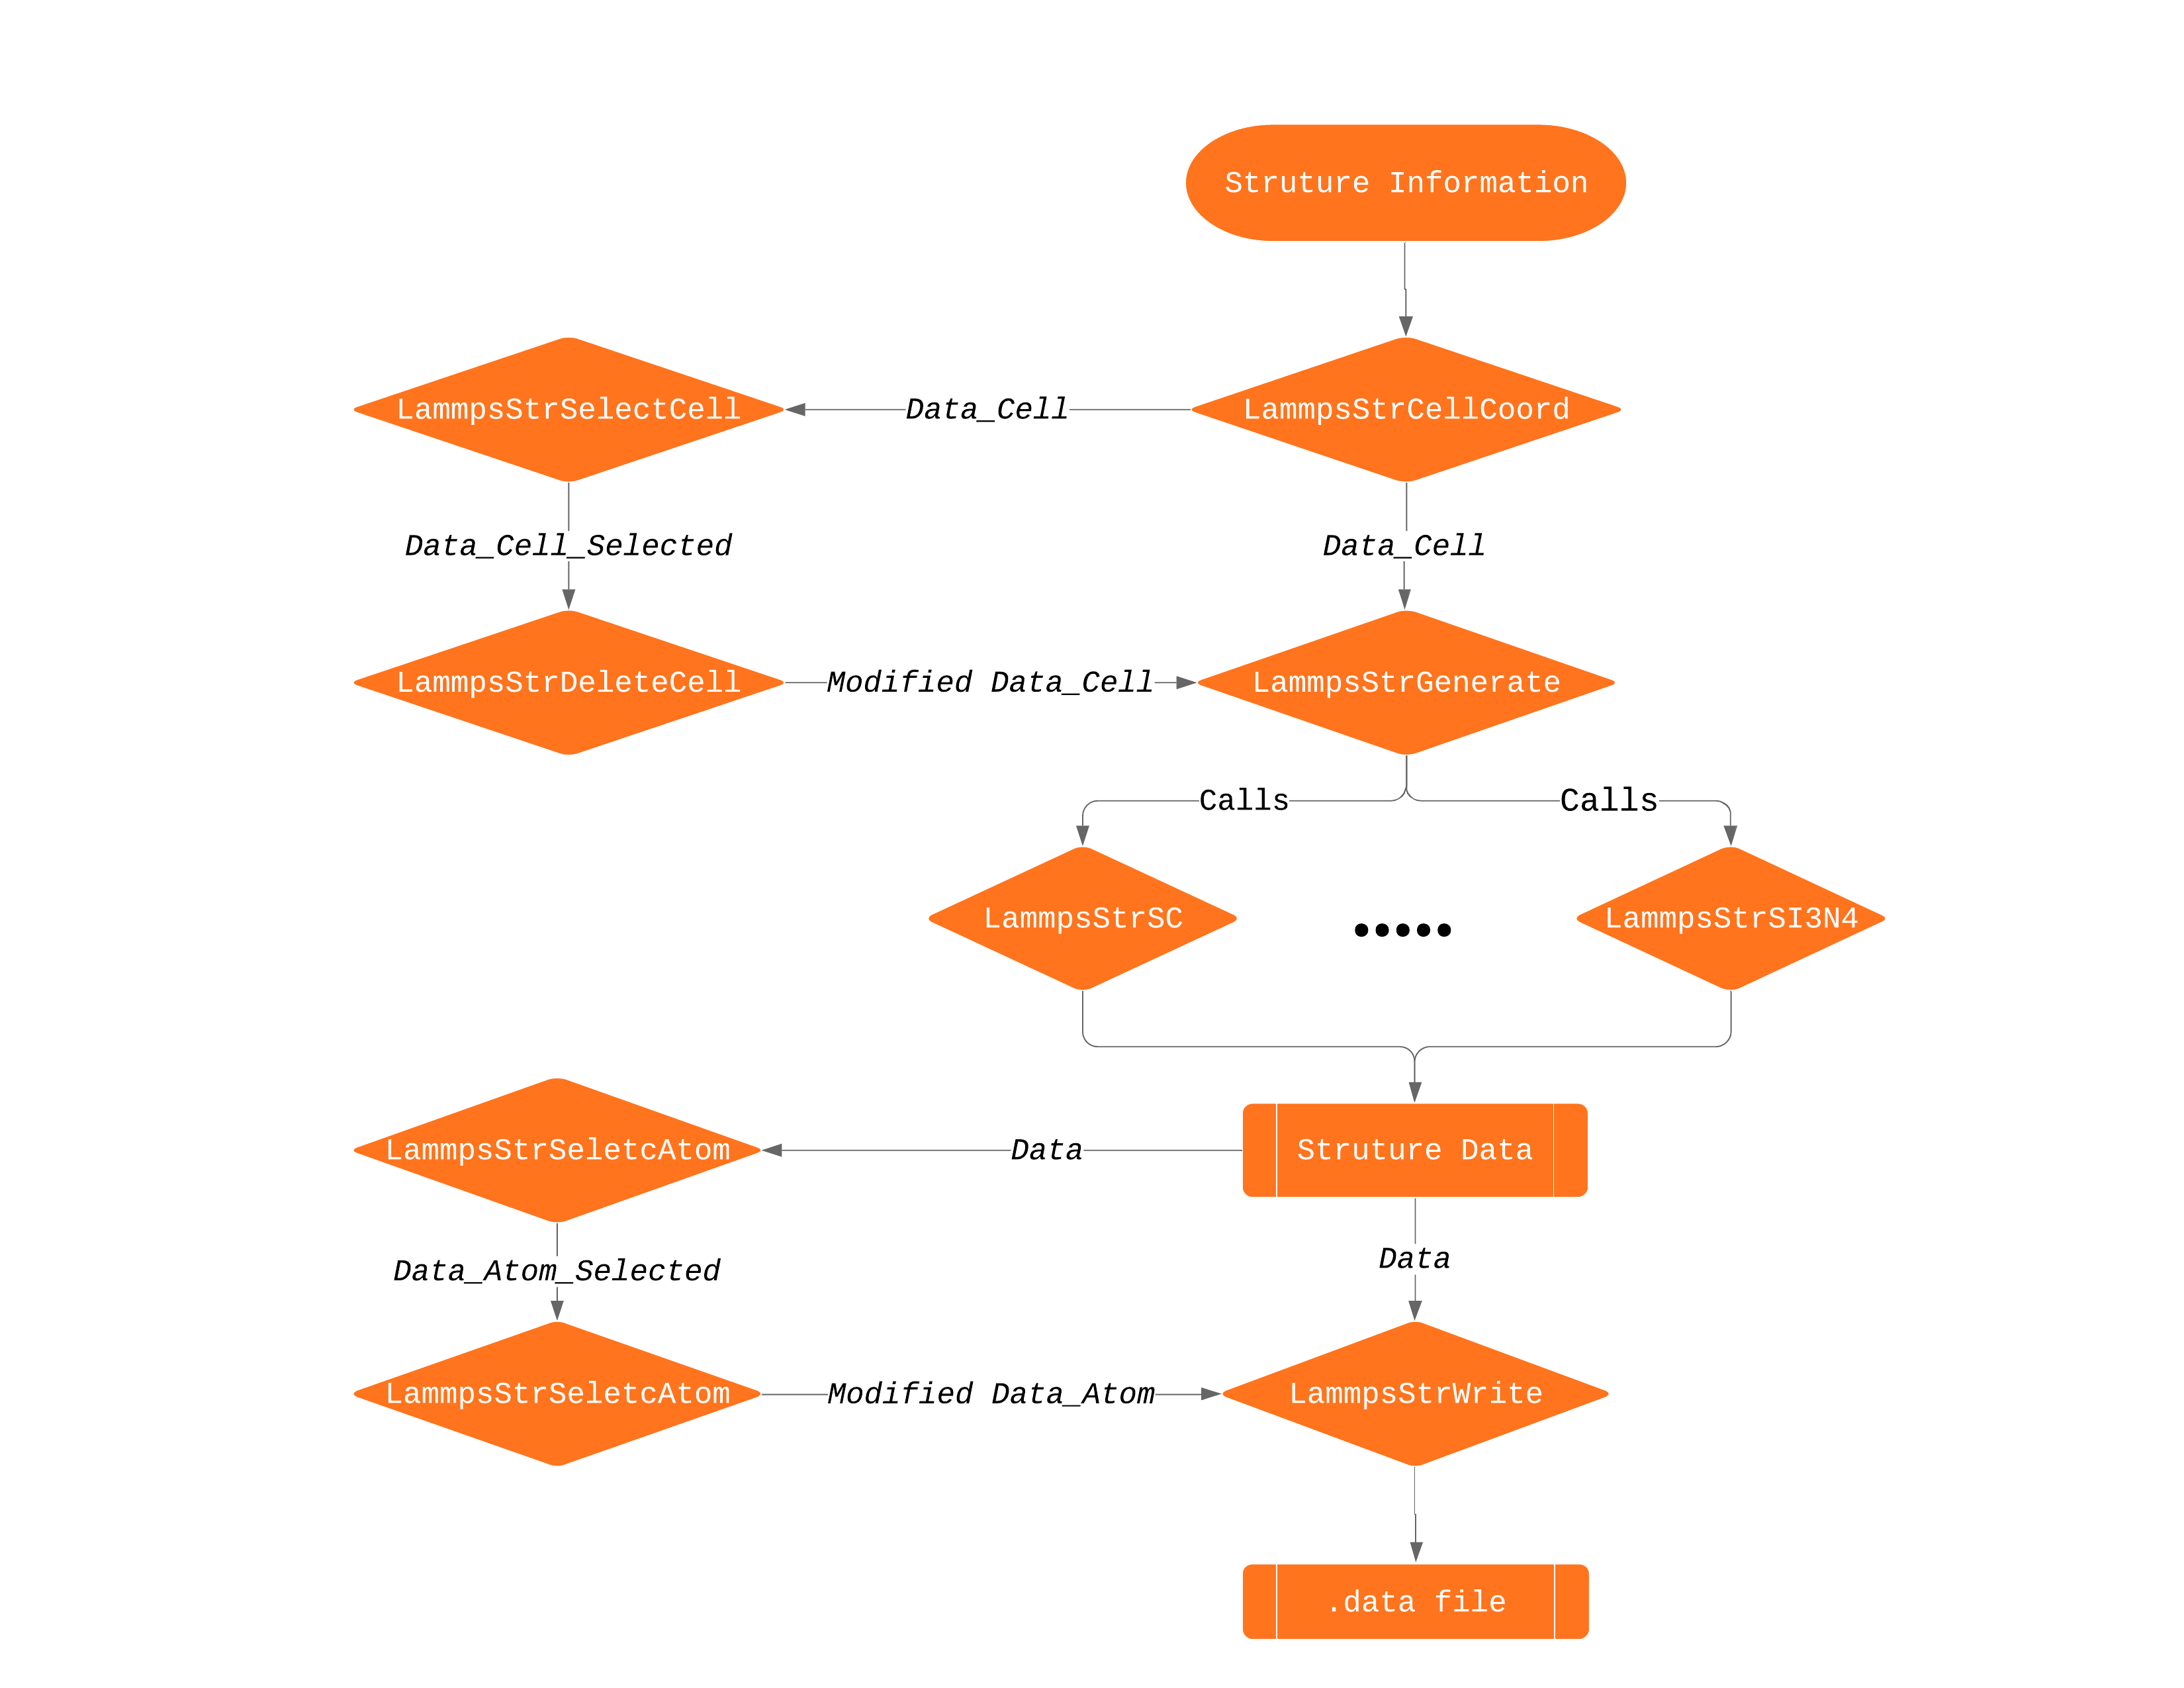 Struture Information
LammpsStrSelectCell
Data_Cell
LammpsStrCellCoord
Data_Cell_Selected
Data_Cell
LammpsStrDeleteCell
Modified Data_Cell
LammpsStrGenerate
Calls
Calls
LammpsStrSC
•••••
LammpsStrSI3N4
LammpsStrSeletcAtom
Data
Struture Data
Data_Atom_Selected
Data
LammpsStrSeletcAtom
Modified Data_Atom
LammpsStrWrite
.data file